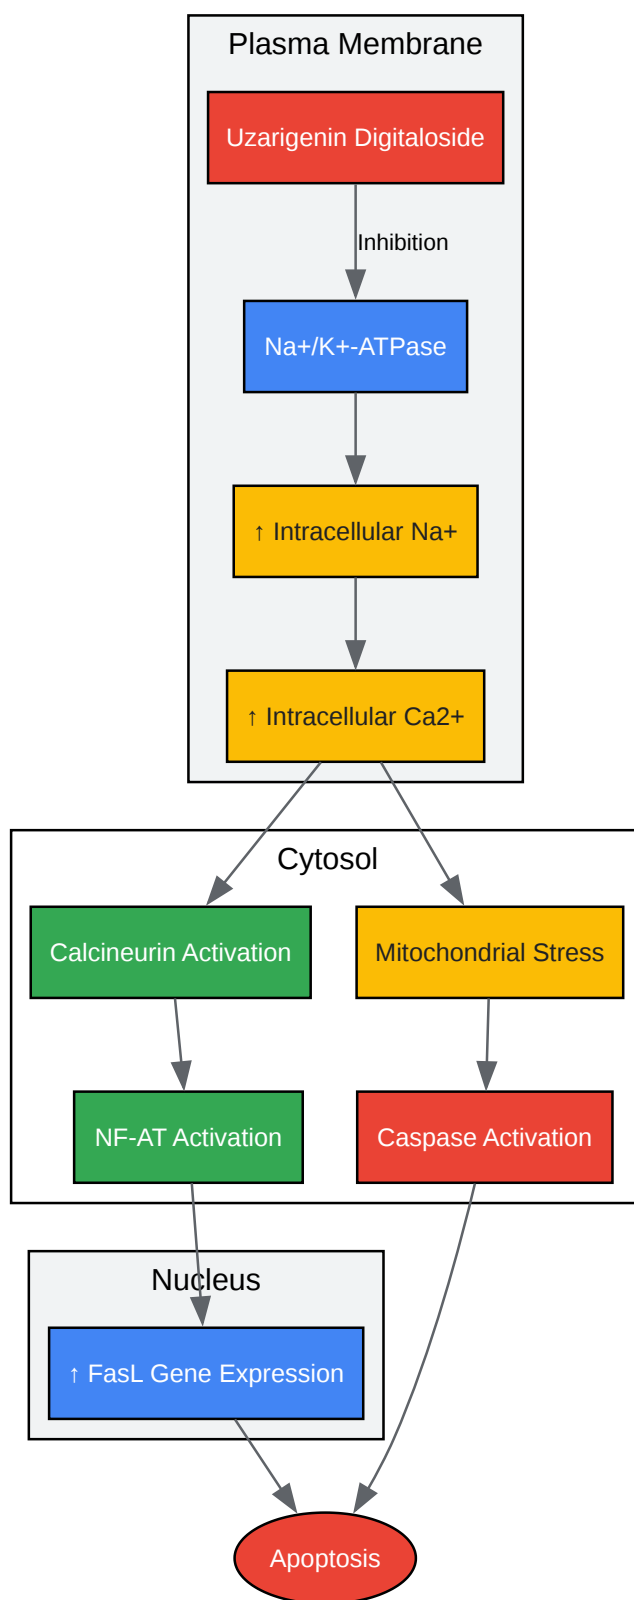 Plasma Membrane
Uzarigenin Digitaloside
Inhibition
Na+/K+-ATPase
↑ Intracellular Na+
↑ Intracellular Ca2+
Cytosol
Calcineurin Activation
Mitochondrial Stress
NF-AT Activation
Caspase Activation
Nucleus
↑ FasL Gene Expression
Apoptosis